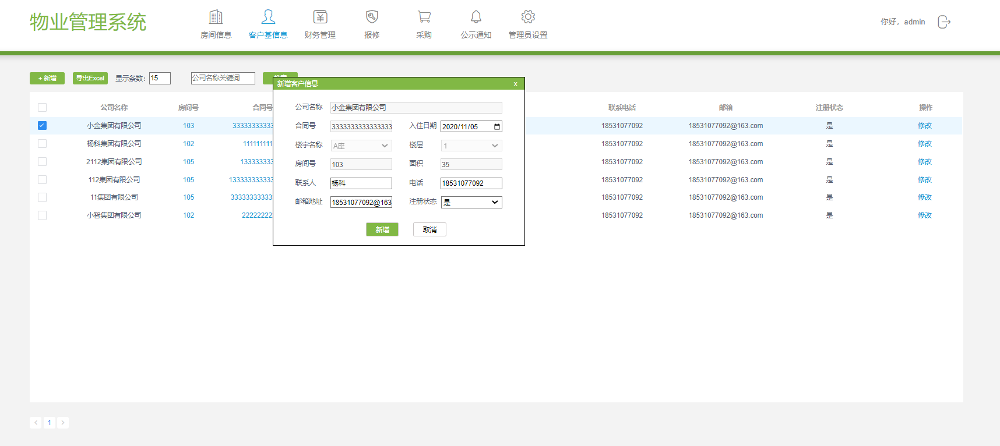 物业管理系统
房间信息
客户基信息
财务管理
报修
采购
公示通知
管理员设置
你好，admin
+ 新增
导出Excel
显示条数：
15
公司名称关键词
新增客户信息
x
公司名称
小金集团有限公司
合同号
3333333333333333
入住日期
2020/11/05
楼宇名称
A座
楼层
1
房间号
103
面积
35
联系人
杨科
电话
18531077092
邮箱地址
18531077092@163
注册状态
是
新增
取消
公司名称 房间号 合同号 联系电话 邮箱 注册状态 操作
小金集团有限公司 103 33333333333 18531077092 18531077092@163.com 是 修改
杨科集团有限公司 102 111111111 18531077092 18531077092@163.com 是 修改
2112集团有限公司 105 133333333 18531077092 18531077092@163.com 是 修改
112集团有限公司 105 133333333333 18531077092 18531077092@163.com 是 修改
11集团有限公司 105 33333333333 18531077092 18531077092@163.com 是 修改
小智集团有限公司 102 22222222 18531077092 18531077092@163.com 是 修改
< 1 >